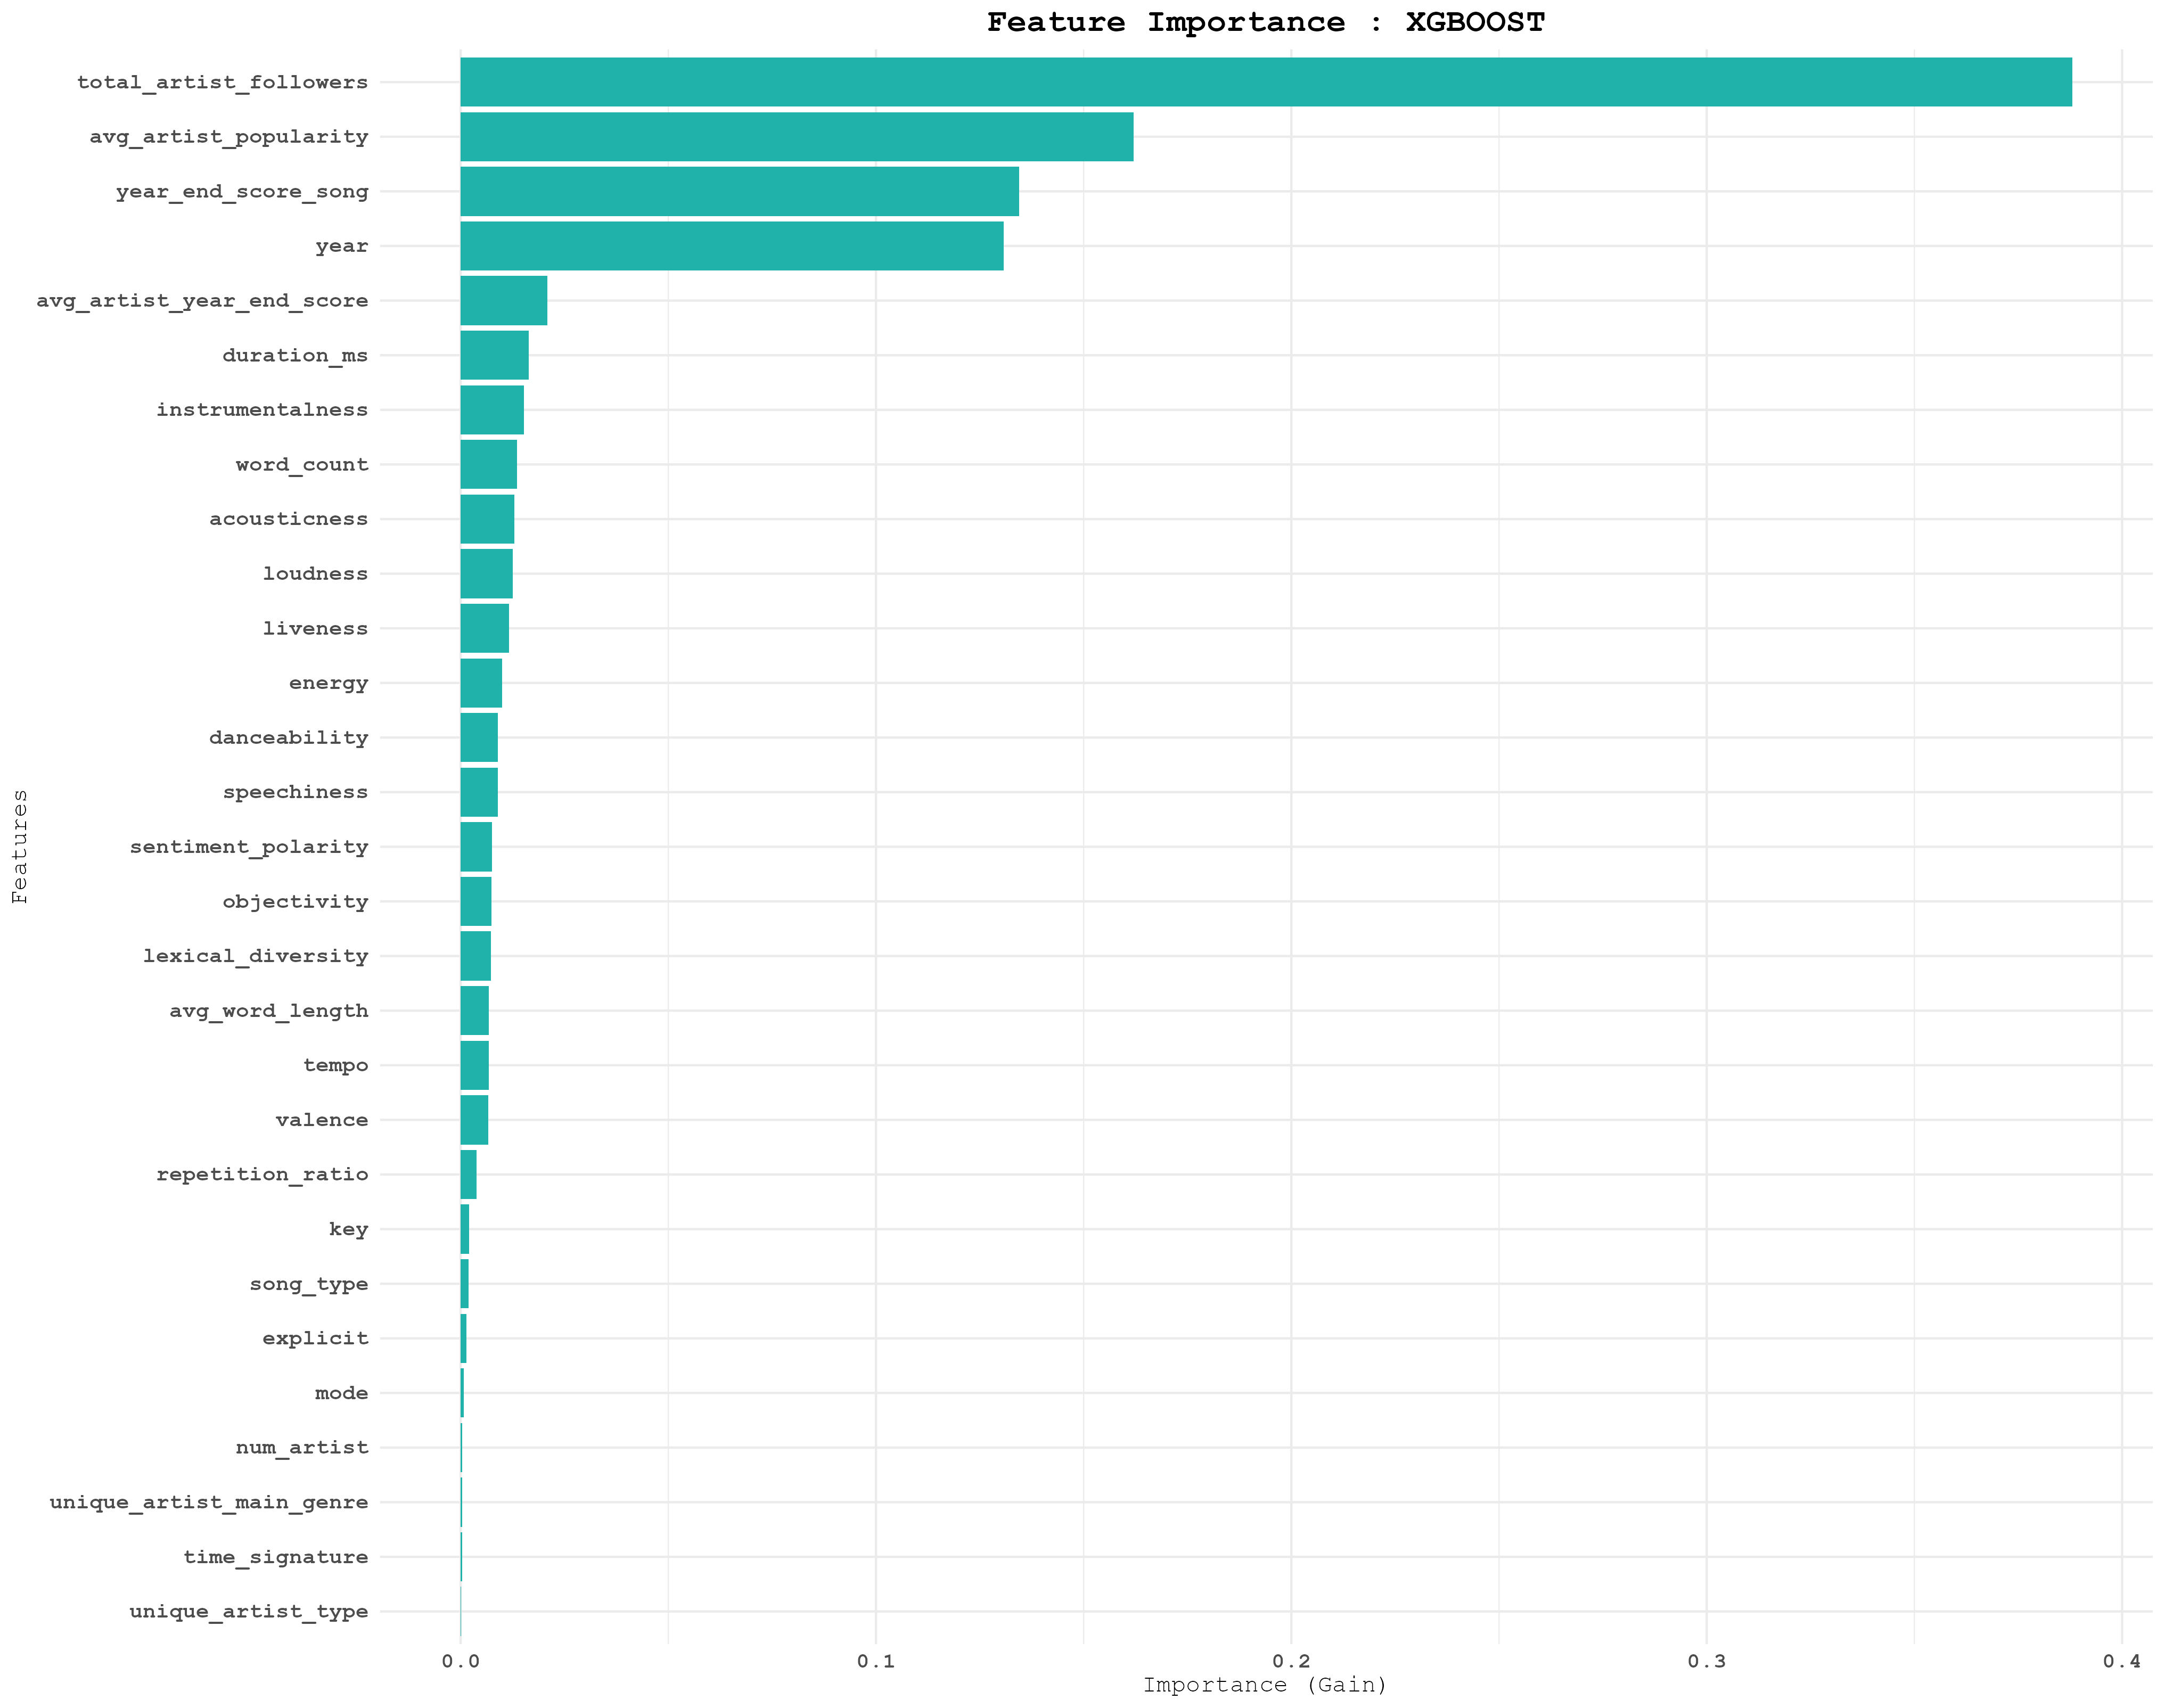 Feature Importance : XGBOOST
total_artist_followers
avg_artist_popularity
year_end_score_song
year
avg_artist_year_end_score
duration_ms
instrumentalness
word_count
acousticness
loudness
liveness
energy
danceability
speechiness
sentiment_polarity
objectivity
lexical_diversity
avg_word_length
tempo
valence
repetition_ratio
key
song_type
explicit
mode
num_artist
unique_artist_main_genre
time_signature
unique_artist_type
Features
0.0 0.1 0.2 0.3 0.4
Importance (Gain)